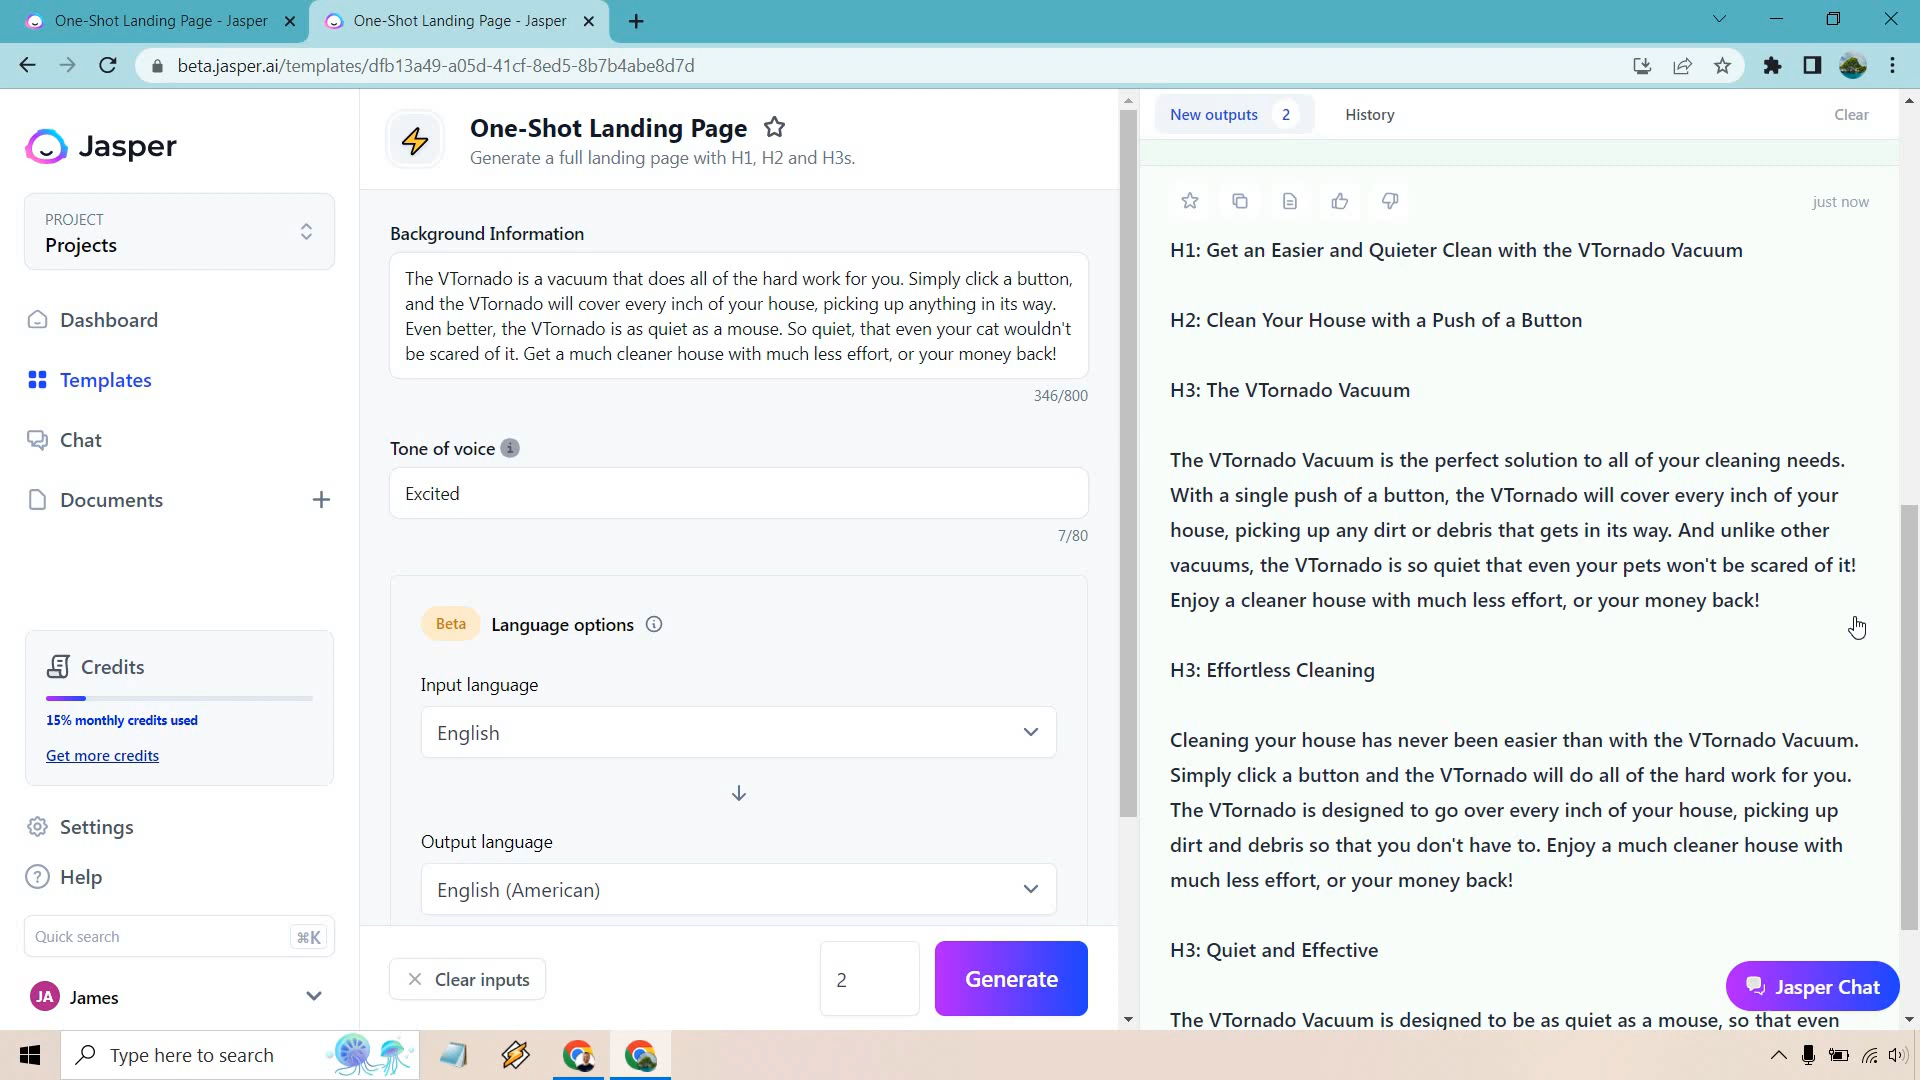 One-Shot Landing Page - Jasper
One-Shot Landing Page - Jasper
beta.jasper.ai/templates/dfb13a49-a05d-41cf-8ed5-8b7b4abe8d7d
Jasper
PROJECT
Projects
Dashboard
Templates
Chat
Documents
Credits
15% monthly credits used
Get more credits
Settings
Help
Quick search
⌘K
JA
James
One-Shot Landing Page
Generate a full landing page with H1, H2 and H3s.
Background Information
The VTornado is a vacuum that does all of the hard work for you. Simply click a button,
and the VTornado will cover every inch of your house, picking up anything in its way.
Even better, the VTornado is as quiet as a mouse. So quiet, that even your cat wouldn't
be scared of it. Get a much cleaner house with much less effort, or your money back!
346/800
Tone of voice
Excited
7/80
Beta
Language options
Input language
English
Output language
English (American)
Clear inputs
2
Generate
New outputs 2
History
Clear
just now
H1: Get an Easier and Quieter Clean with the VTornado Vacuum
H2: Clean Your House with a Push of a Button
H3: The VTornado Vacuum
The VTornado Vacuum is the perfect solution to all of your cleaning needs.
With a single push of a button, the VTornado will cover every inch of your
house, picking up any dirt or debris that gets in its way. And unlike other
vacuums, the VTornado is so quiet that even your pets won't be scared of it!
Enjoy a cleaner house with much less effort, or your money back!
H3: Effortless Cleaning
Cleaning your house has never been easier than with the VTornado Vacuum.
Simply click a button and the VTornado will do all of the hard work for you.
The VTornado is designed to go over every inch of your house, picking up
dirt and debris so that you don't have to. Enjoy a much cleaner house with
much less effort, or your money back!
H3: Quiet and Effective
Jasper Chat
The VTornado Vacuum is designed to be as quiet as a mouse, so that even
Type here to search